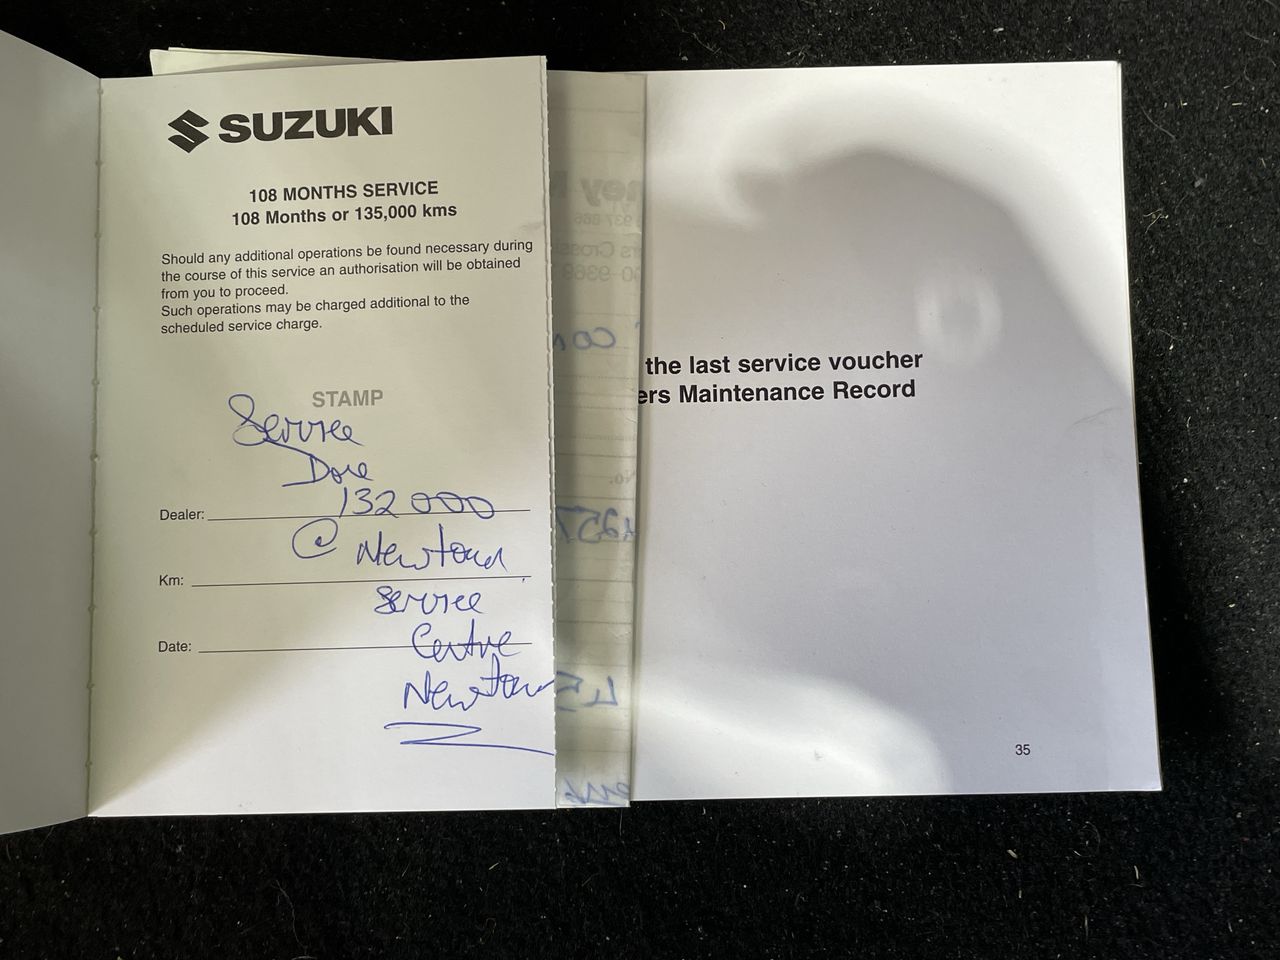 SUZUKI
108 MONTHS SERVICE
108 Months or 135,000 kms
Should any additional operations be found necessary during
the course of this service an authorisation will be obtained
from you to proceed.
Such operations may be charged additional to the
scheduled service charge.
STAMP
Service
Done
132000
Dealer:
@ Newtown
Km:
Service
Date:
Centre
Newtown
the last service voucher
ers Maintenance Record
35